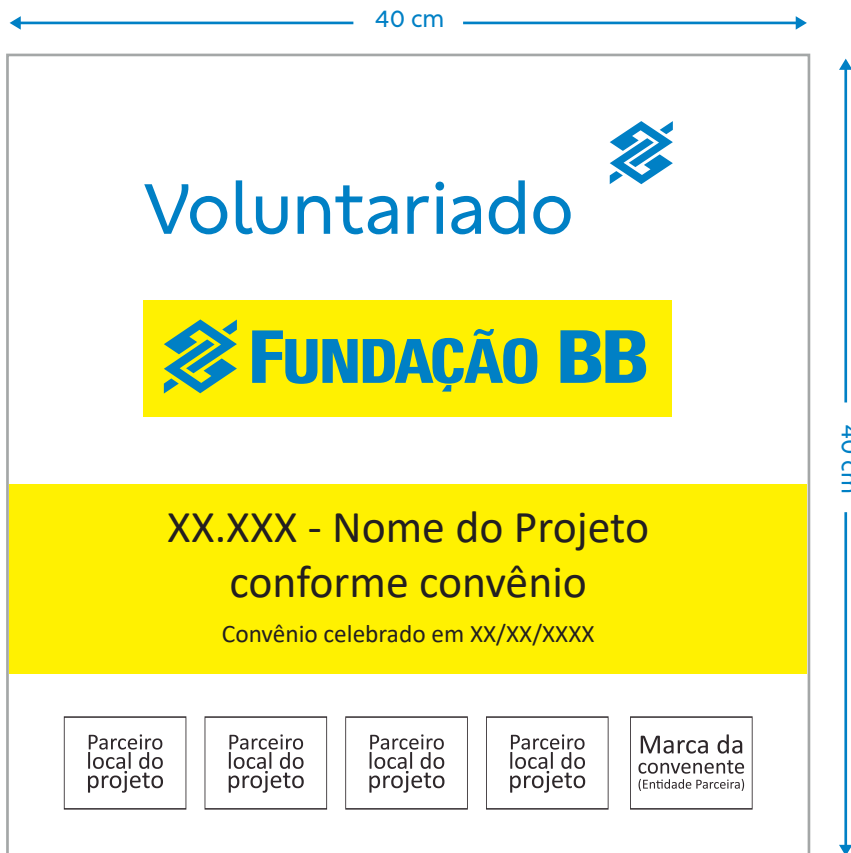 40 cm
Voluntariado
FUNDAÇÃO BB
40 cm
XX.XXX - Nome do Projeto
conforme convênio
Convênio celebrado em XX/XX/XXXX
Parceiro
local do
projeto
Parceiro
local do
projeto
Parceiro
local do
projeto
Parceiro
local do
projeto
Marca da
convenente
(Entidade Parceira)